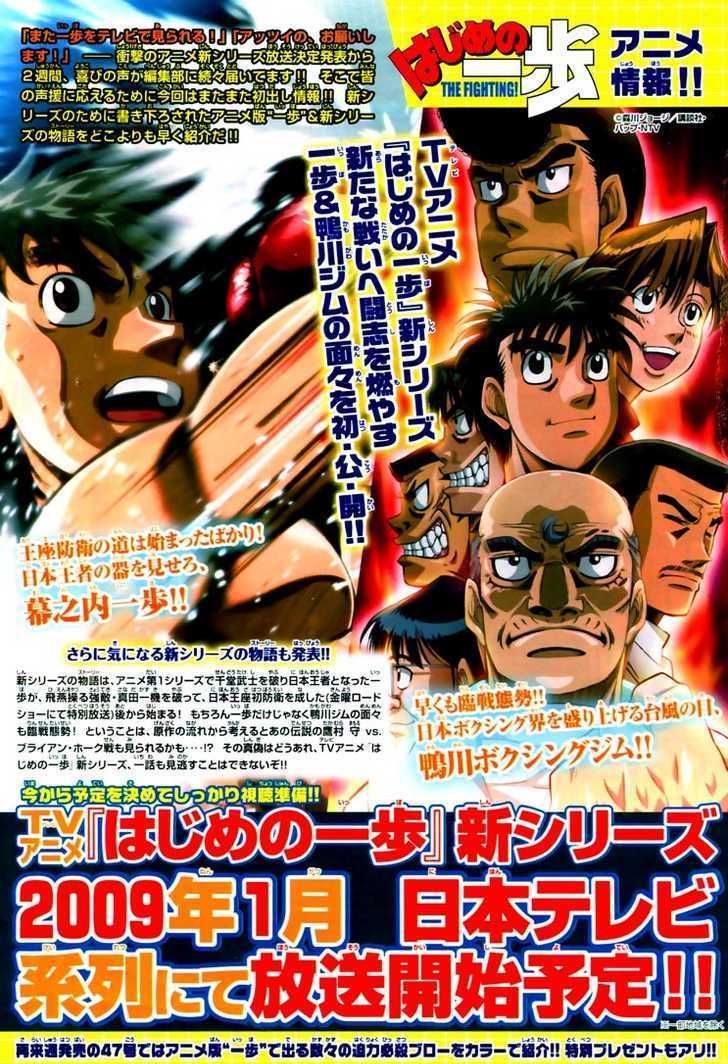 「また一歩をテレビで見られる!」「アッツイの、お願いし
ます!」 ── 衝撃のアニメ新シリーズ放送決定発表から
2週間、喜びの声が編集部に続々届いてます!! そこで皆
の声援に応えるために今回はまたまた初出し情報!! 新シ
リーズのために書き下ろされたアニメ版“一歩”&新シリー
ズの物語をどこよりも早く紹介だ!!
はじめの一歩
THE FIGHTING!
アニメ
情報!!
©森川ジョージ/講談社・
バップ・NTV
TVアニメ
『はじめの一歩』新シリーズ
新たな戦いへ闘志を燃やす
一歩&鴨川ジムの面々を初・公・開!!
王座防衛の道は始まったばかり!
日本王者の器を見せろ、
幕之内一歩!!
さらに気になる新シリーズの物語も発表!!
新シリーズの物語は、アニメ第1シリーズで千堂武士を破り日本王者となった一
歩が、飛燕操る強敵・真田一機を破って、日本王座初防衛を成した(金曜ロード
ショーにて特別放送)後から始まる! もちろん一歩だけじゃなく鴨川ジムの面々
も臨戦態勢! ということは、原作の流れから考えるとあの伝説の鷹村 守 vs.
ブライアン・ホーク戦も見られるかも‥‥!? その真偽はどうあれ、TVアニメ『は
じめの一歩』新シリーズ、一話も見逃すことはできないぞ!!
早くも臨戦態勢!!
日本ボクシング界を盛り上げる台風の目、
鴨川ボクシングジム!!
今から予定を決めてしっかり視聴準備!!
TVアニメ『はじめの一歩』新シリーズ
2009年1月 日本テレビ
系列にて放送開始予定!!
※一部地域を除く
再来週発売の47号ではアニメ版“一歩”で出る数々の迫力必殺ブローをカラーで紹介!! 特別プレゼントもアリ!!